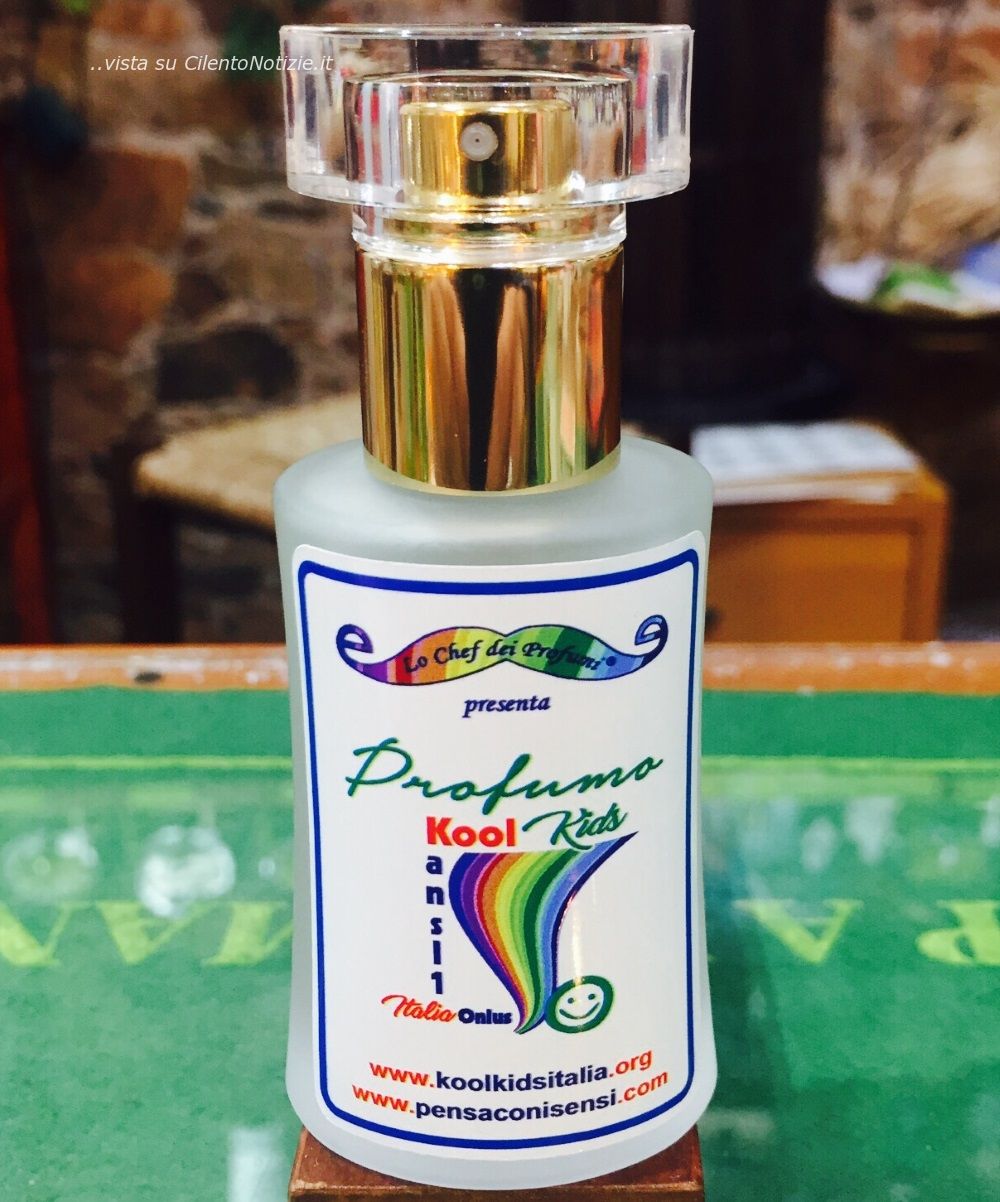 ..vista su CilentoNotizie.it
Lo Chef dei Profumi®
presenta
Profumo
Kool Kids
ansl1
Italia Onlus
www.koolkidsitalia.org
www.pensaconisensi.com